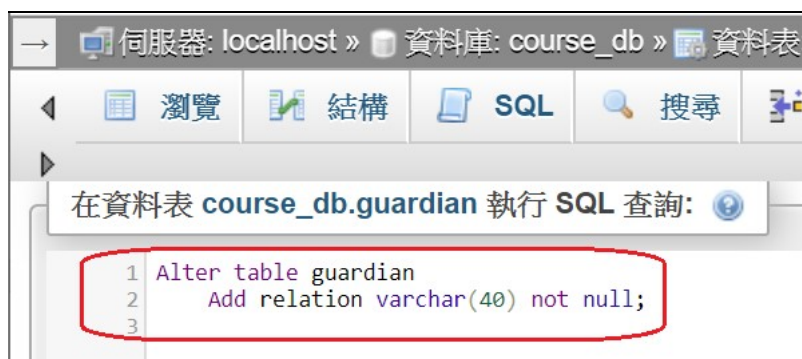 → 伺服器: localhost » 資料庫: course_db » 資料表
瀏覽 結構 SQL 搜尋
在資料表 course_db.guardian 執行 SQL 查詢:
1 Alter table guardian
2 Add relation varchar(40) not null;
3